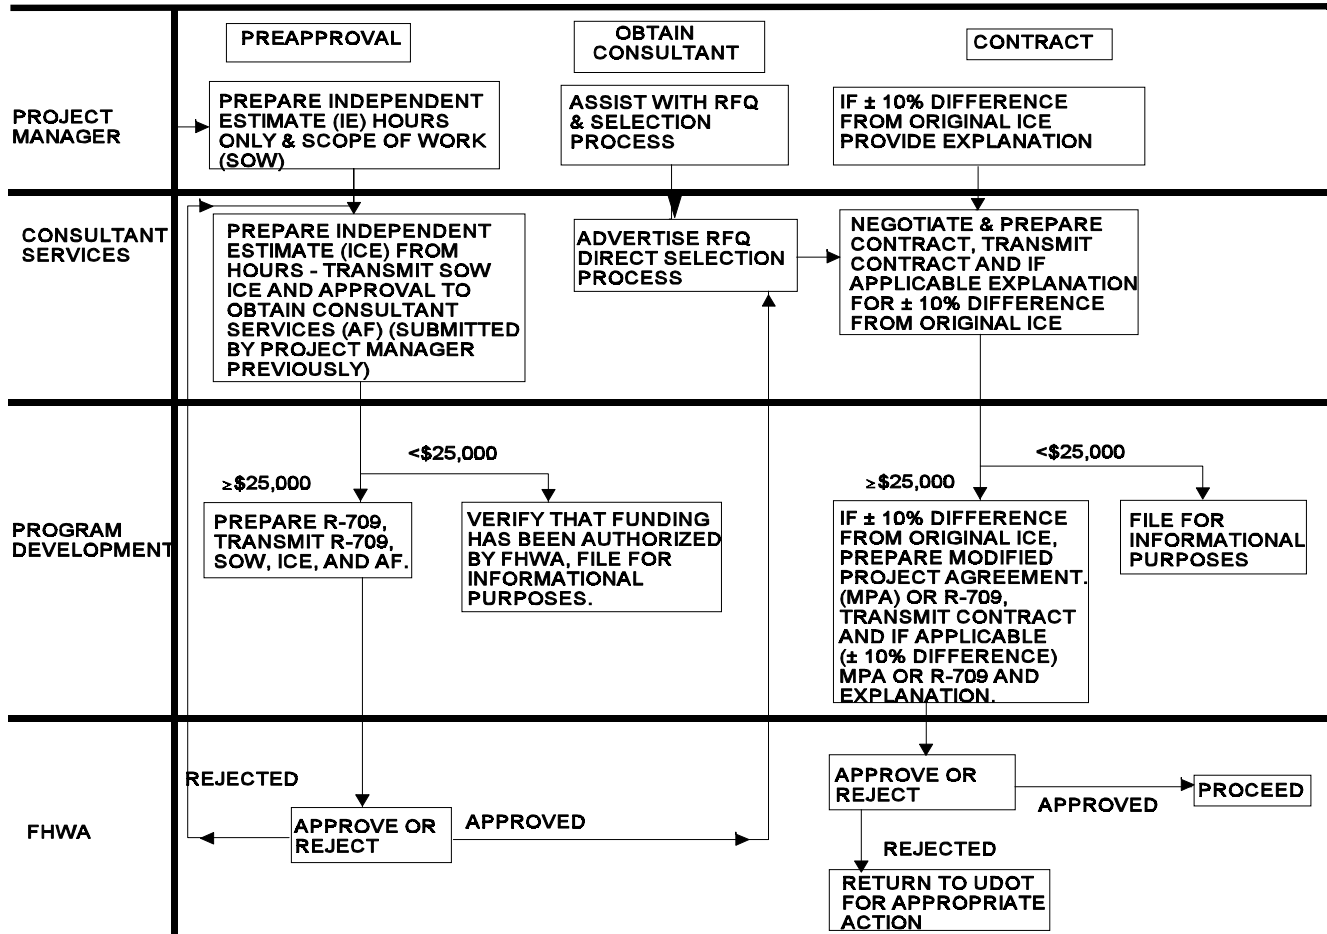 PREAPPROVAL
OBTAIN
CONSULTANT
CONTRACT
PROJECT
MANAGER
PREPARE INDEPENDENT
ESTIMATE (IE) HOURS
ONLY & SCOPE OF WORK
(SOW)
ASSIST WITH RFQ
& SELECTION
PROCESS
IF ± 10% DIFFERENCE
FROM ORIGINAL ICE
PROVIDE EXPLANATION
CONSULTANT
SERVICES
PREPARE INDEPENDENT
ESTIMATE (ICE) FROM
HOURS - TRANSMIT SOW
ICE AND APPROVAL TO
OBTAIN CONSULTANT
SERVICES (AF) (SUBMITTED
BY PROJECT MANAGER
PREVIOUSLY)
ADVERTISE RFQ
DIRECT SELECTION
PROCESS
NEGOTIATE & PREPARE
CONTRACT, TRANSMIT
CONTRACT AND IF
APPLICABLE EXPLANATION
FOR ± 10% DIFFERENCE
FROM ORIGINAL ICE
PROGRAM
DEVELOPMENT
≥$25,000
<$25,000
PREPARE R-709,
TRANSMIT R-709,
SOW, ICE, AND AF.
VERIFY THAT FUNDING
HAS BEEN AUTHORIZED
BY FHWA, FILE FOR
INFORMATIONAL
PURPOSES.
≥$25,000
<$25,000
IF ± 10% DIFFERENCE
FROM ORIGINAL ICE,
PREPARE MODIFIED
PROJECT AGREEMENT.
(MPA) OR R-709,
TRANSMIT CONTRACT
AND IF APPLICABLE
(± 10% DIFFERENCE)
MPA OR R-709 AND
EXPLANATION.
FILE FOR
INFORMATIONAL
PURPOSES
FHWA
REJECTED
APPROVE OR
REJECT
APPROVED
APPROVE OR
REJECT
APPROVED
PROCEED
REJECTED
RETURN TO UDOT
FOR APPROPRIATE
ACTION